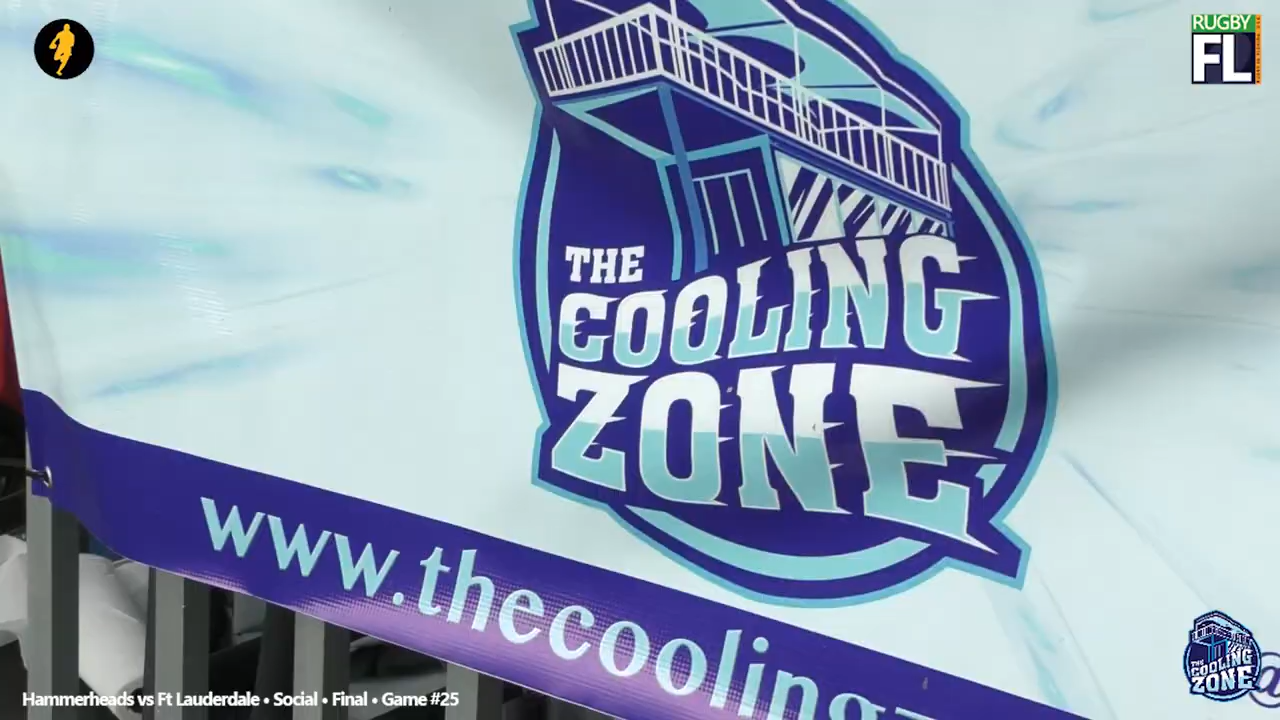 RUGBY
FL
THE
COOLING
ZONE
www.thecooling
Hammerheads vs Ft Lauderdale • Social • Final • Game #25
THE
COOLING
ZONE